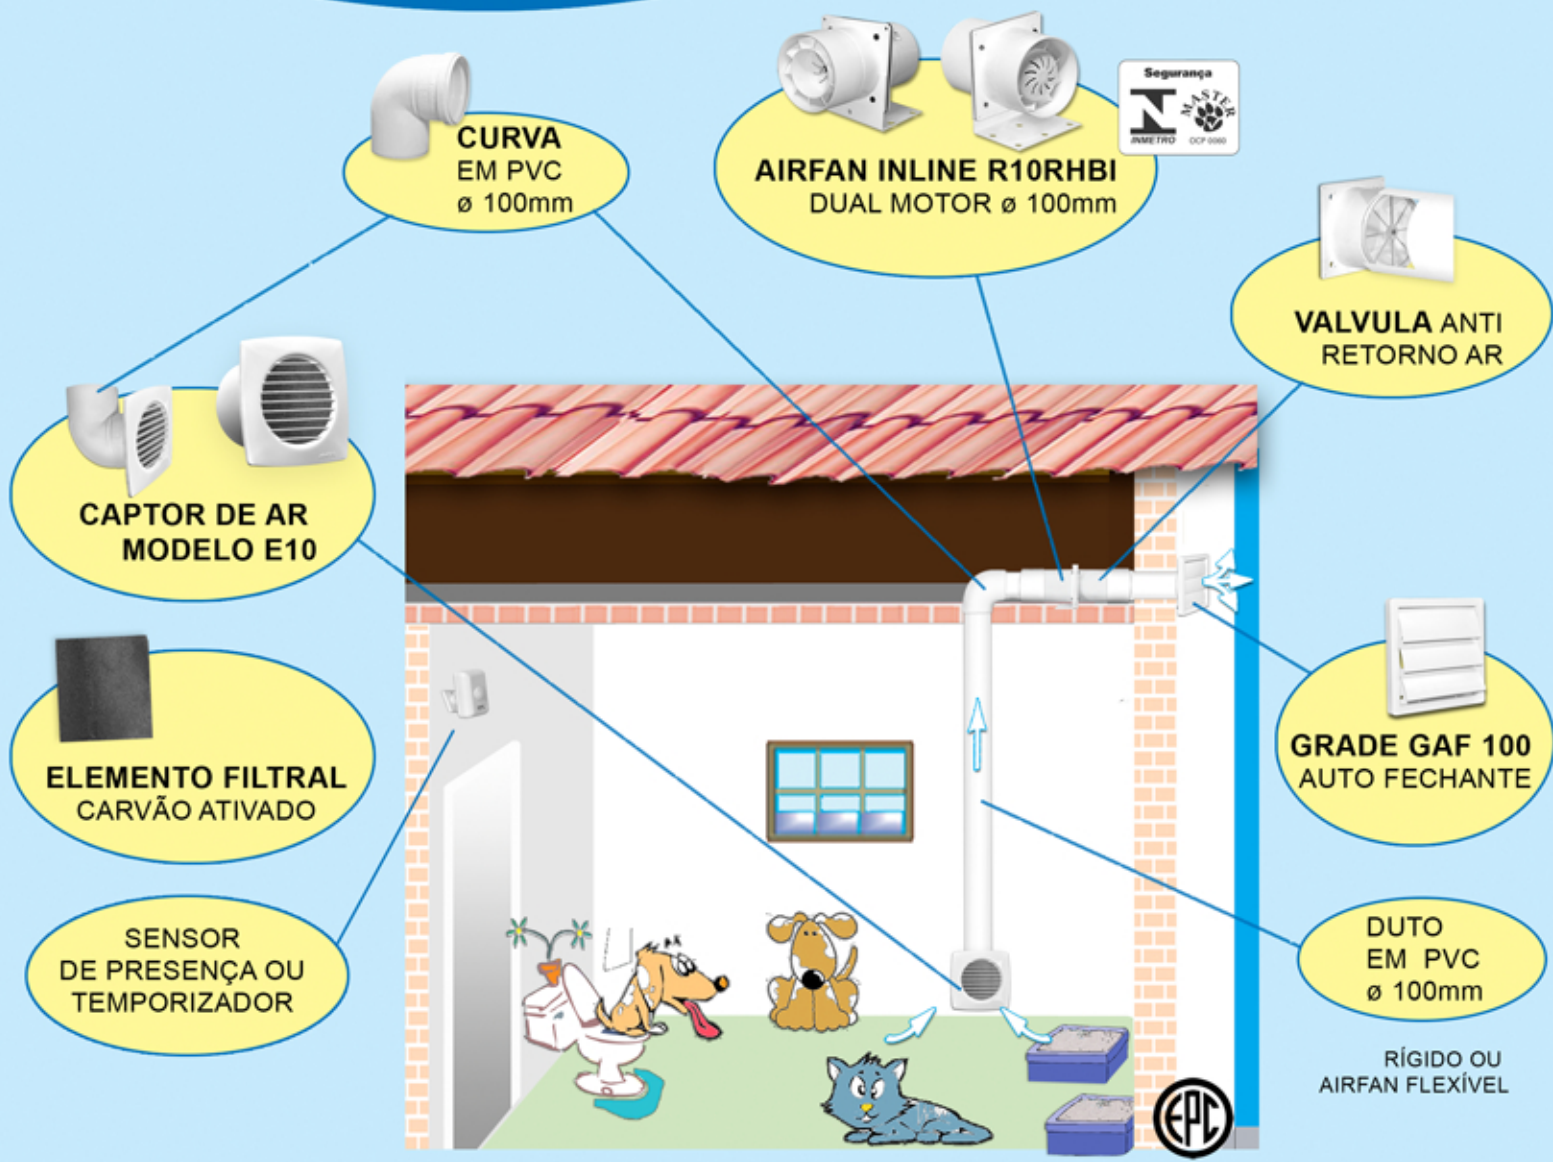 CURVA
EM PVC
ø 100mm
AIRFAN INLINE R10RHBI
DUAL MOTOR ø 100mm
Segurança
INMETRO
MASTER
OCP 0060
VALVULA ANTI
RETORNO AR
CAPTOR DE AR
MODELO E10
ELEMENTO FILTRAL
CARVÃO ATIVADO
GRADE GAF 100
AUTO FECHANTE
SENSOR
DE PRESENÇA OU
TEMPORIZADOR
DUTO
EM PVC
ø 100mm
RÍGIDO OU
AIRFAN FLEXÍVEL
EPC